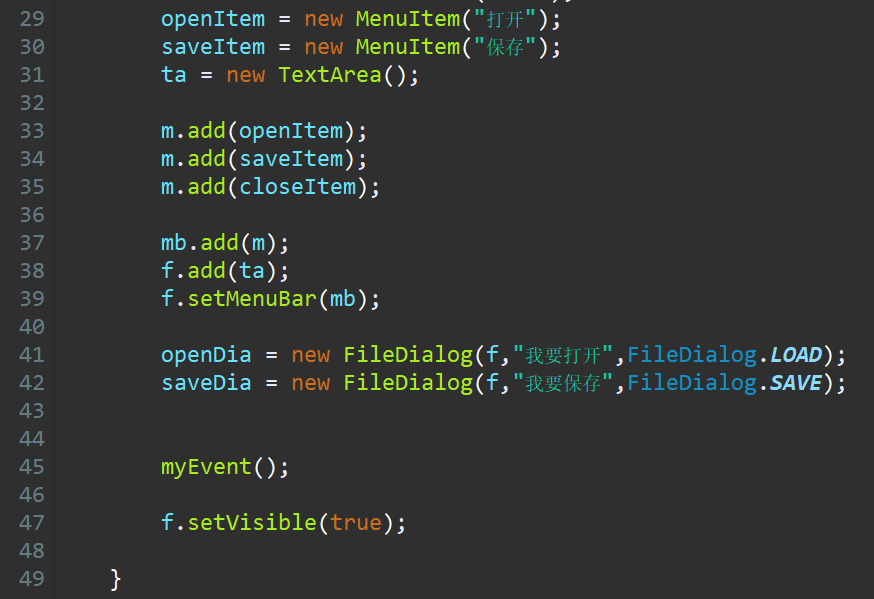 29 openItem = new MenuItem("打开");
30 saveItem = new MenuItem("保存");
31 ta = new TextArea();
32
33 m.add(openItem);
34 m.add(saveItem);
35 m.add(closeItem);
36
37 mb.add(m);
38 f.add(ta);
39 f.setMenuBar(mb);
40
41 openDia = new FileDialog(f,"我要打开",FileDialog.LOAD);
42 saveDia = new FileDialog(f,"我要保存",FileDialog.SAVE);
43
44
45 myEvent();
46
47 f.setVisible(true);
48
49 }